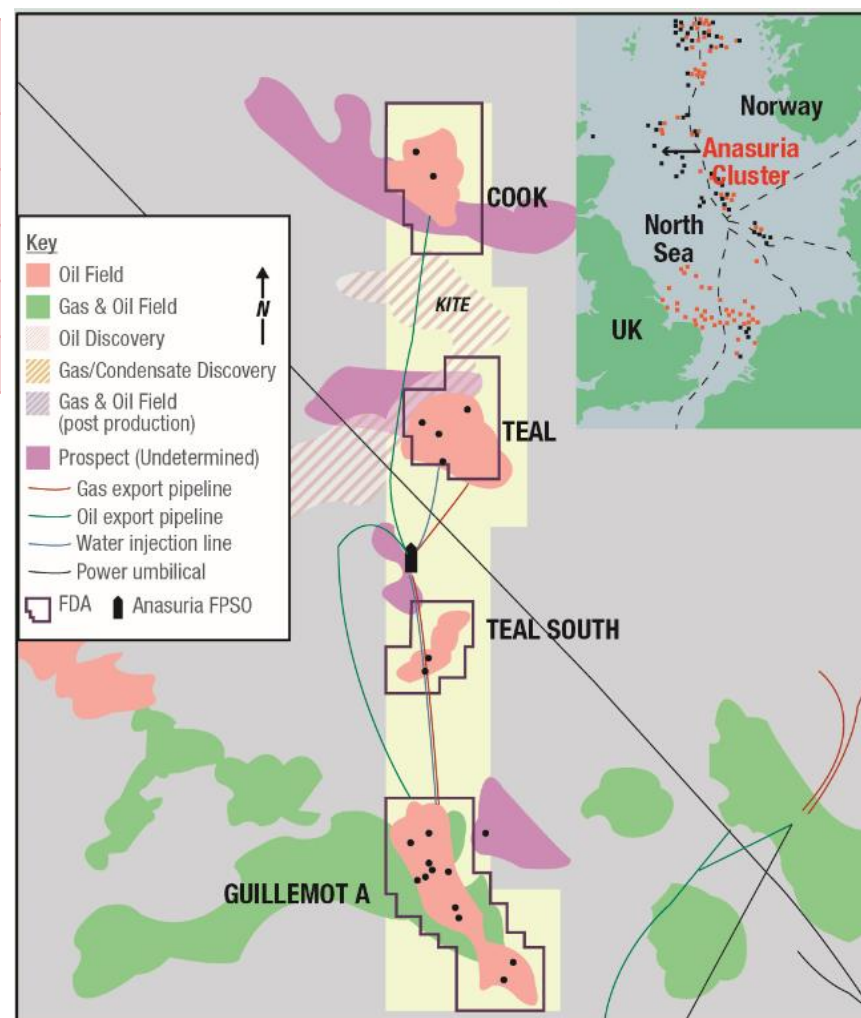 Norway
Anasuria
Cluster
North
Sea
UK
COOK
Key
Oil Field
N
Gas & Oil Field
Oil Discovery
Gas/Condensate Discovery
Gas & Oil Field
(post production)
Prospect (Undetermined)
Gas export pipeline
Oil export pipeline
Water injection line
Power umbilical
FDA
Anasuria FPSO
KITE
TEAL
TEAL SOUTH
GUILLEMOT A